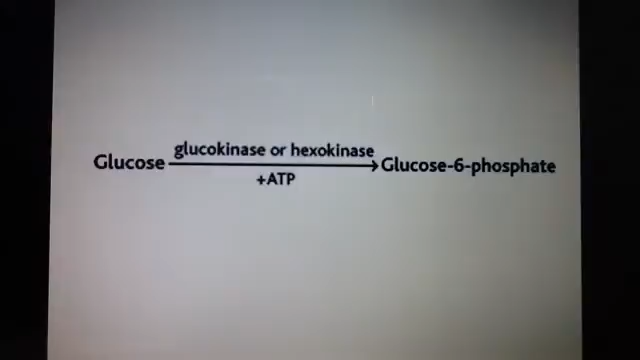 glucokinase or hexokinase
Glucose → Glucose-6-phosphate
+ATP